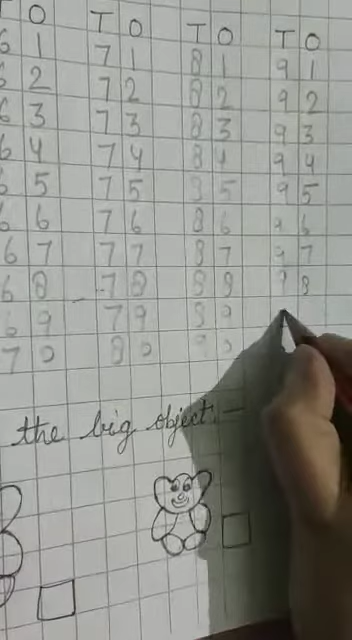 T O T O T O T O
6 1 7 1 8 1 9 1
6 2 7 2 8 2 9 2
6 3 7 3 8 3 9 3
6 4 7 4 8 4 9 4
6 5 7 5 8 5 9 5
6 6 7 6 8 6 9 6
6 7 7 7 8 7 9 7
6 8 - 7 8 8 8 9 8
6 9 7 9 8 9
7 0 8 0 9 0
the big object. -